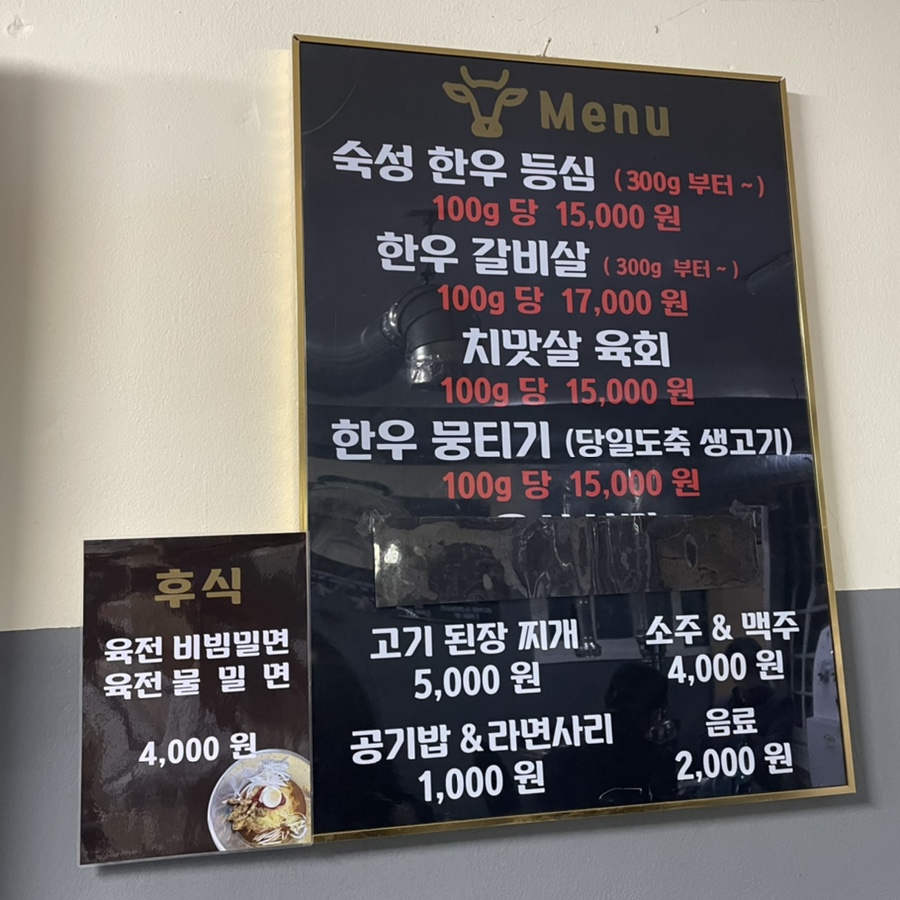 Menu
숙성 한우 등심 (300g 부터~)
100g 당 15,000 원
한우 갈비살 (300g 부터~)
100g 당 17,000 원
치맛살 육회
100g 당 15,000 원
한우 뭉티기 (당일도축 생고기)
100g 당 15,000 원
고기 된장 찌개
5,000 원
소주 & 맥주
4,000 원
공기밥 & 라면사리
1,000 원
음료
2,000 원
후식
육전 비빔밀면
육전 물 밀 면
4,000 원